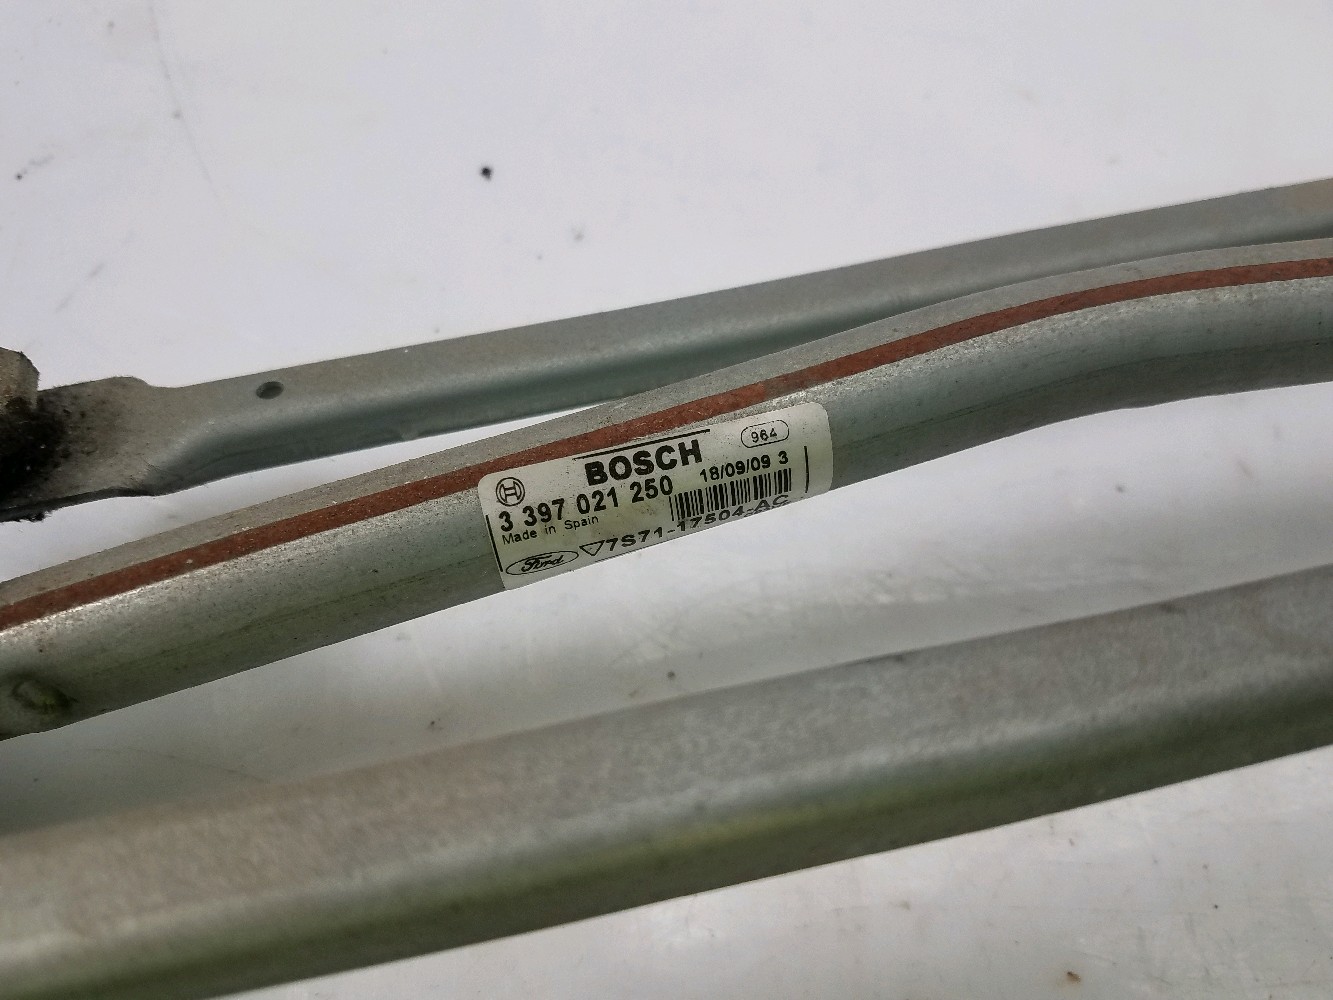 BOSCH 964
3 397 021 250 18/09/09 3
Made in Spain
Ford 7S71-17504-AC